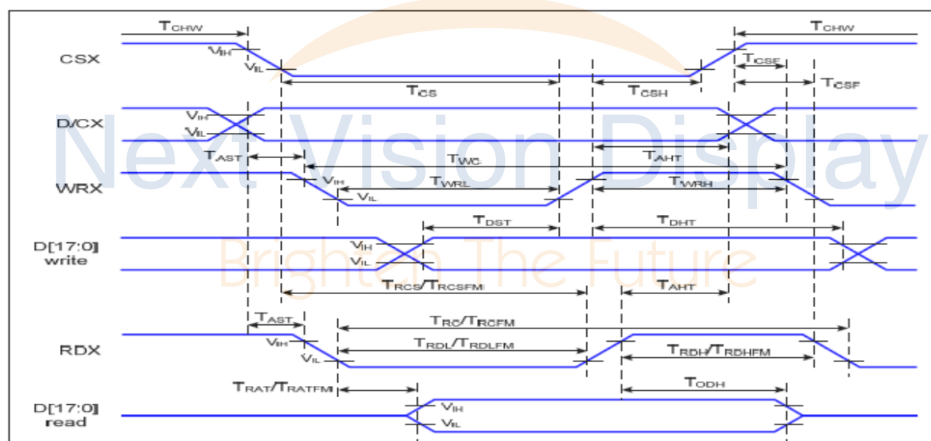 TCHW TCHW
CSX VIH VIL TCSF
TCS TCSH TCSF
D/CX VIH VIL
Next Vision Display
TAST TWC TAHT
WRX VIH VIL TWRL TWRH
TDST TDHT
D[17:0] write VIH VIL
Brighten The Future
TRCS/TRCSFM TAHT
TAST TRC/TRCFM
RDX VIH VIL TRDL/TRDLFM TRDH/TRDHFM
TRAT/TRATFM TODH
D[17:0] read VIH VIL